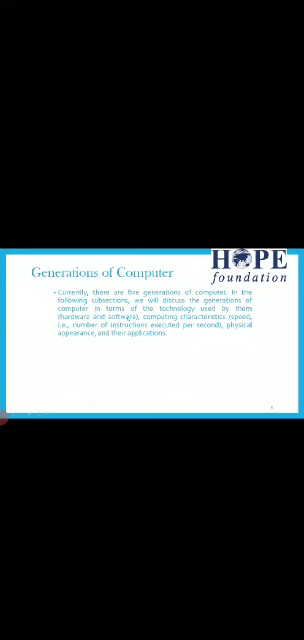 HOPE
foundation
Generations of Computer
• Currently, there are five generations of computer. In the
following subsections, we will discuss the generations of
computer in terms of the technology used by them
(hardware and software), computing characteristics (speed,
i.e., number of instructions executed per second), physical
appearance, and their applications.